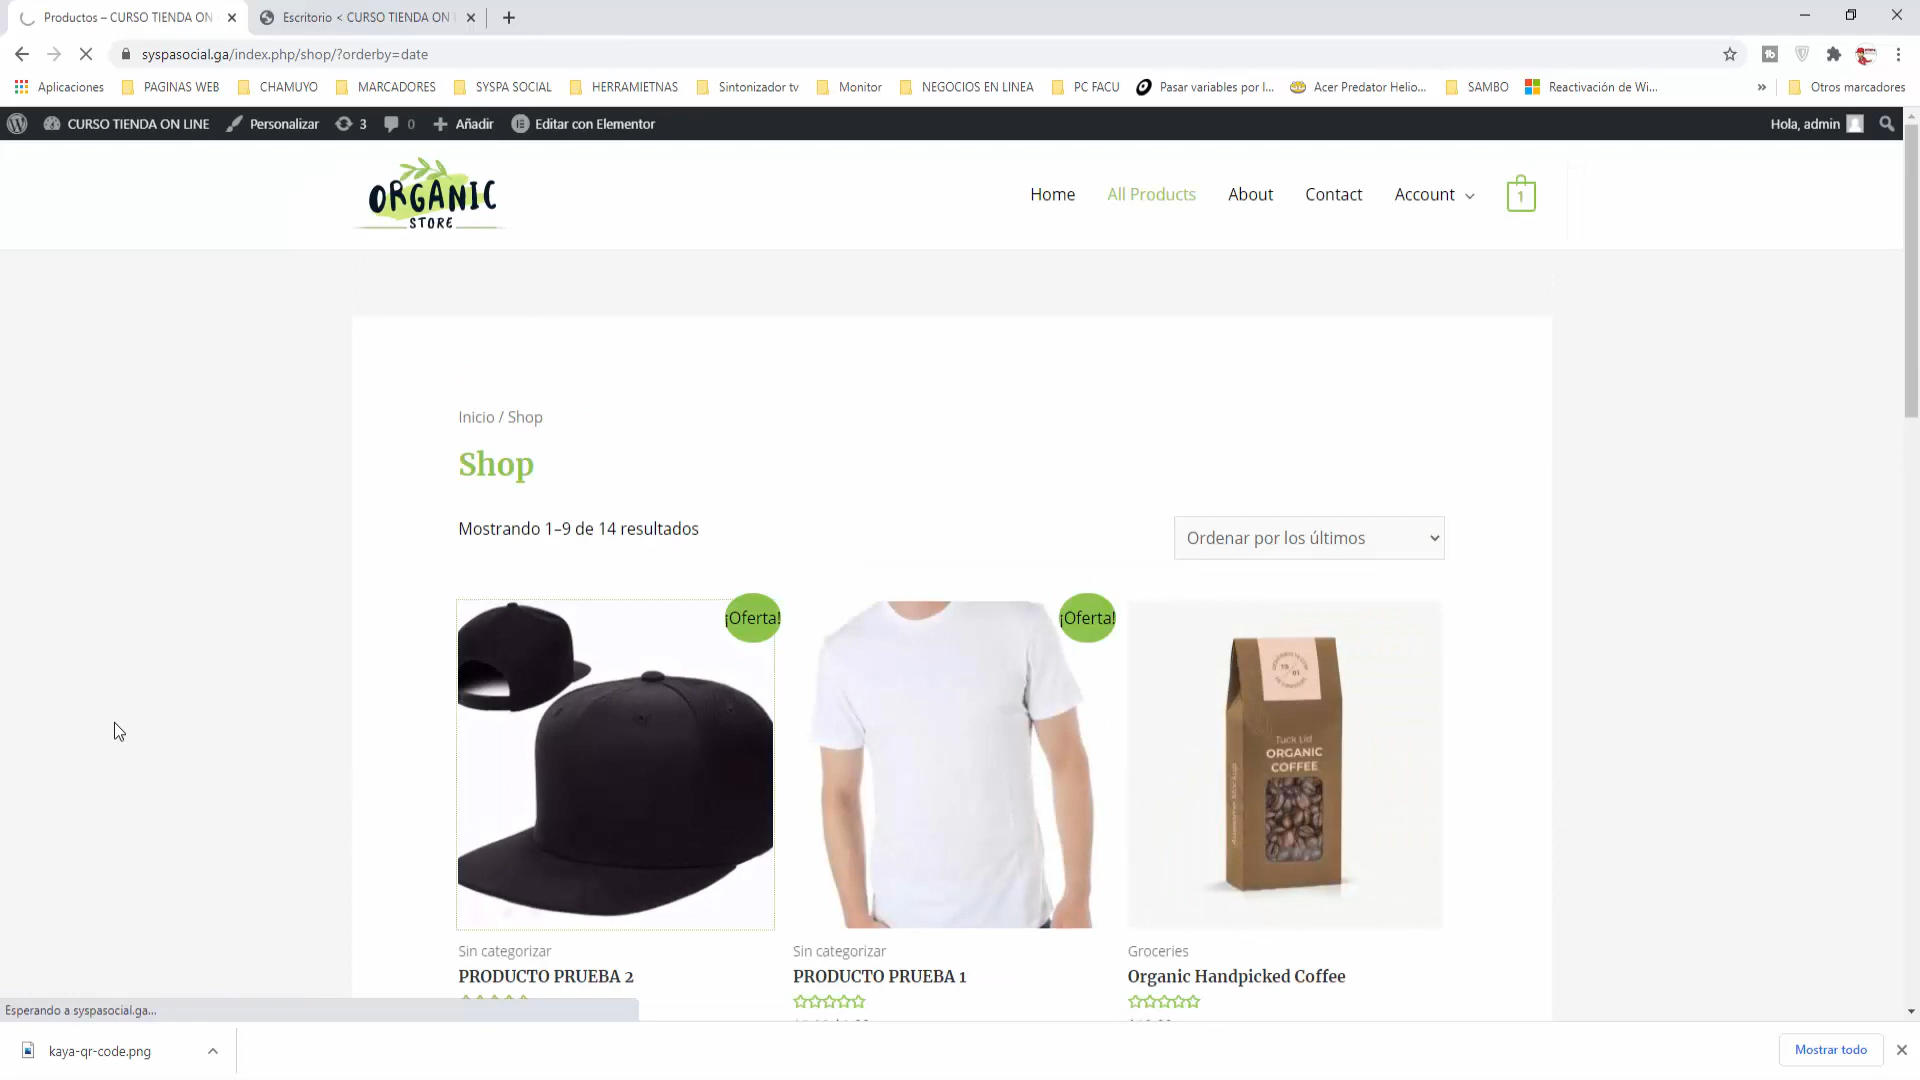 Productos – CURSO TIENDA ON
Escritorio < CURSO TIENDA ON
syspasocial.ga/index.php/shop/?orderby=date
Aplicaciones
PAGINAS WEB
CHAMUYO
MARCADORES
SYSPA SOCIAL
HERRAMIETNAS
Sintonizador tv
Monitor
NEGOCIOS EN LINEA
PC FACU
Pasar variables por l...
Acer Predator Helio...
SAMBO
Reactivación de Wi...
»
Otros marcadores
CURSO TIENDA ON LINE
Personalizar
3
0
Añadir
Editar con Elementor
Hola, admin
ORGANIC
STORE
Home
All Products
About
Contact
Account
1
Inicio / Shop
Shop
Mostrando 1–9 de 14 resultados
Ordenar por los últimos
¡Oferta!
¡Oferta!
Tuck Lid
ORGANIC
COFFEE
Sin categorizar
PRODUCTO PRUEBA 2
Sin categorizar
PRODUCTO PRUEBA 1
Groceries
Organic Handpicked Coffee
Esperando a syspasocial.ga...
kaya-qr-code.png
Mostrar todo